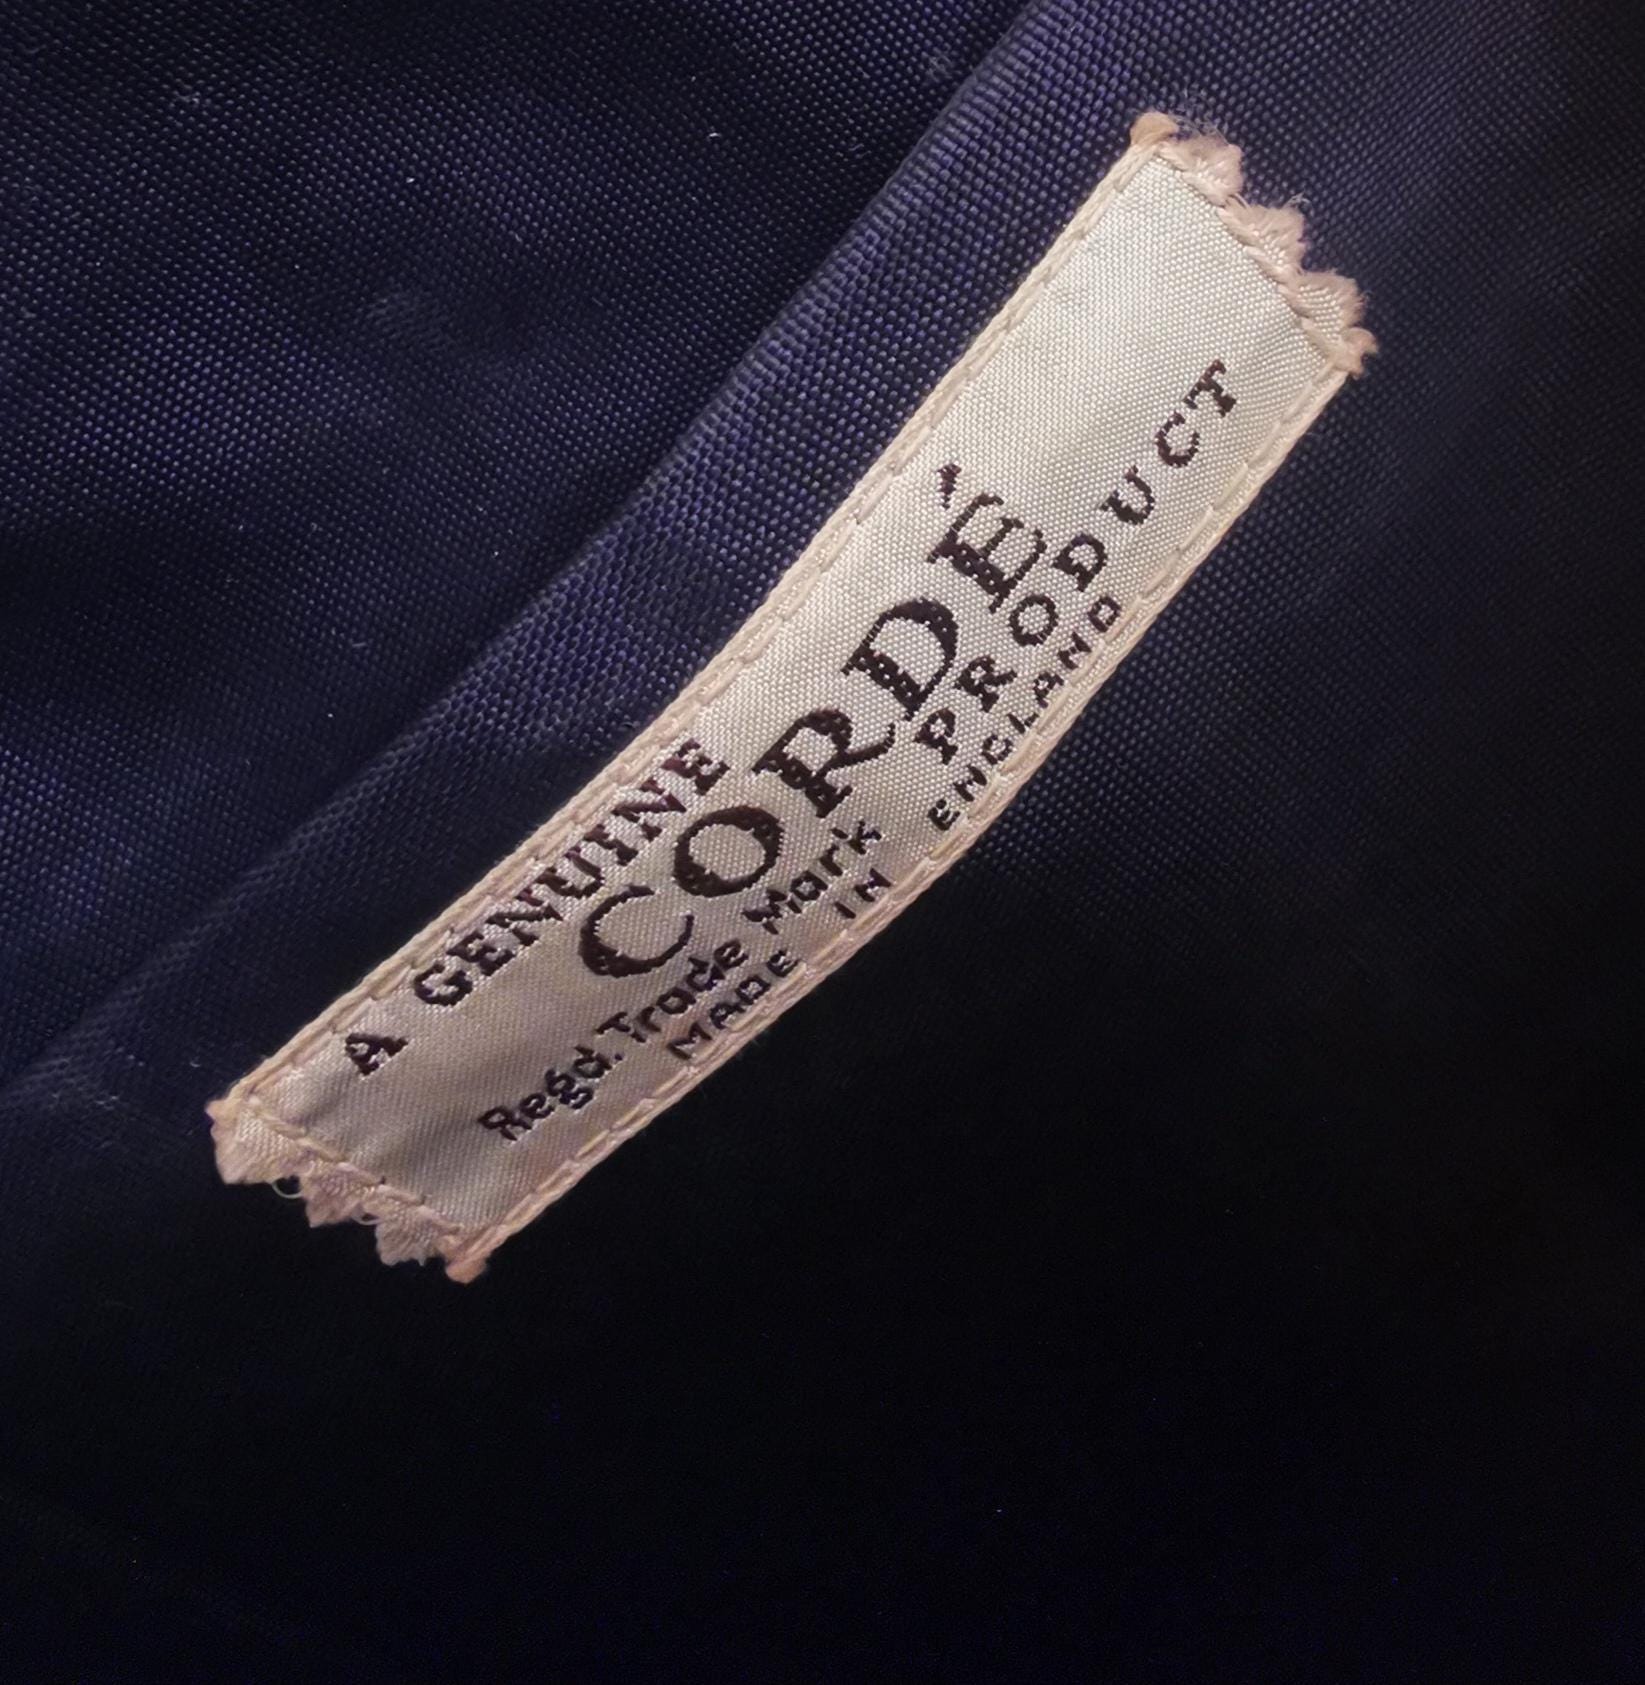 A GENUINE
CORDÉ
Regd. Trade Mark PRODUCT
MADE IN ENGLAND